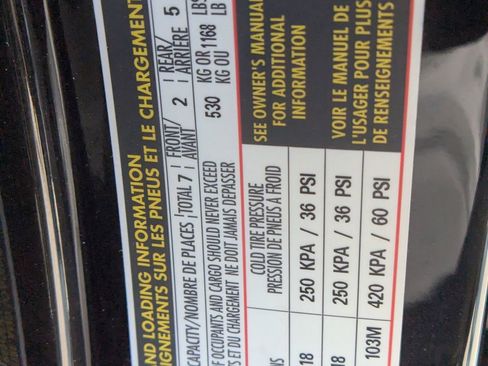 AND LOADING INFORMATION
SUR LES PNEUS ET LE CHARGEMENT
CAPACITY/NOMBRE DE PLACES TOTAL 7 FRONT/AVANT 2 REAR/ARRIÈRE 5
OF OCCUPANTS AND CARGO SHOULD NEVER EXCEED 530 KG OR 1168 LBS
ET DU CHARGEMENT NE DOIT JAMAIS DÉPASSER KG OU LB
COLD TIRE PRESSURE
PRESSION DE PNEUS À FROID
SEE OWNER'S MANUAL
FOR ADDITIONAL
INFORMATION
18 250 KPA / 36 PSI
18 250 KPA / 36 PSI
103M 420 KPA / 60 PSI
VOIR LE MANUEL DE
L'USAGER POUR PLUS
DE RENSEIGNEMENTS